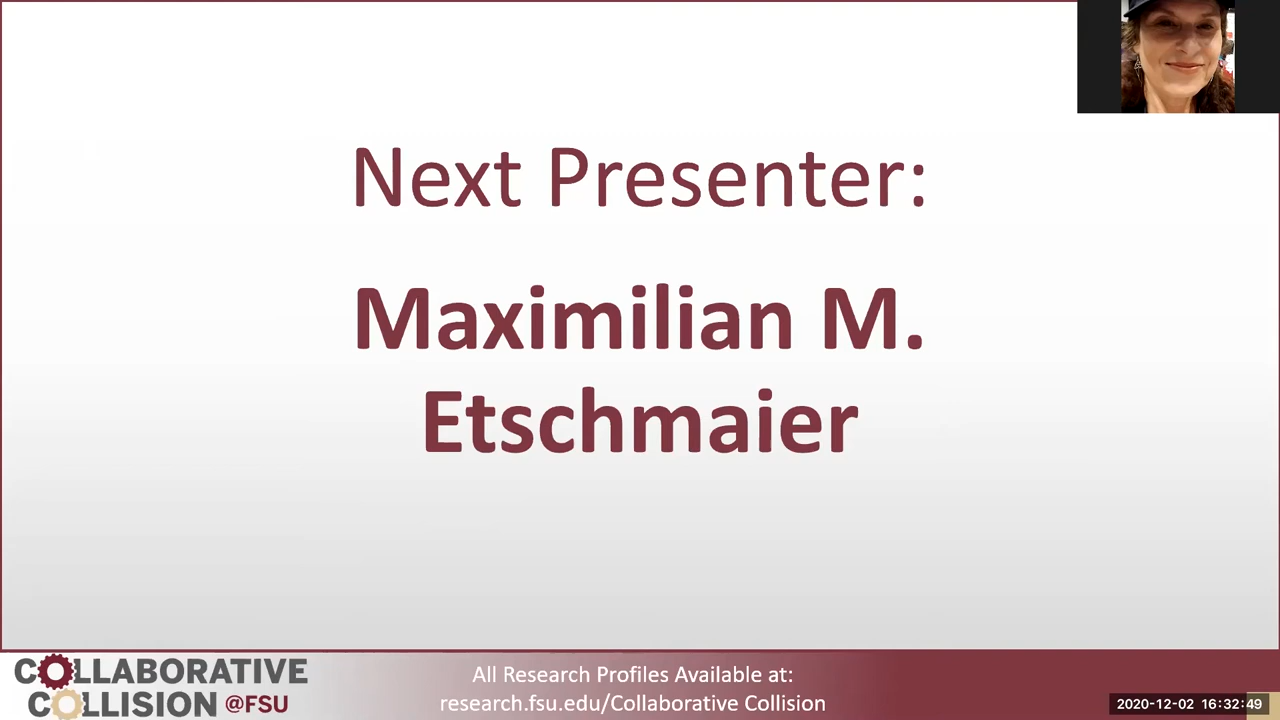 Next Presenter:
Maximilian M.
Etschmaier
COLLABORATIVE
COLLISION @FSU
All Research Profiles Available at:
research.fsu.edu/Collaborative Collision
2020-12-02 16:32:49